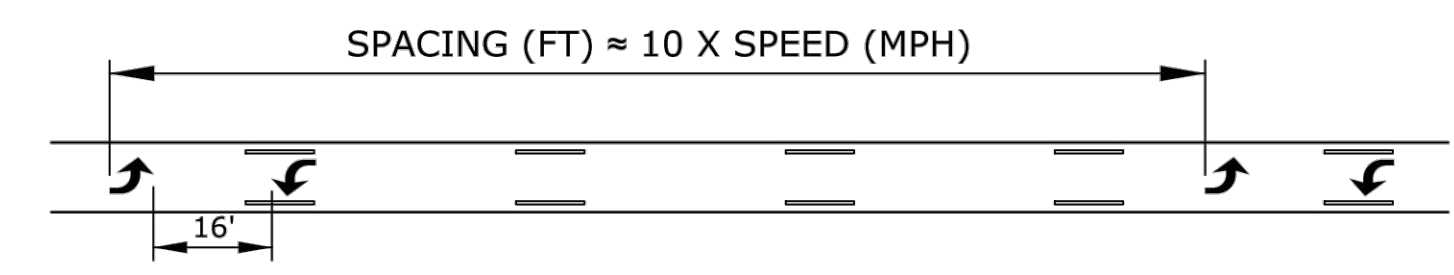 SPACING (FT) ≈ 10 X SPEED (MPH)
16'